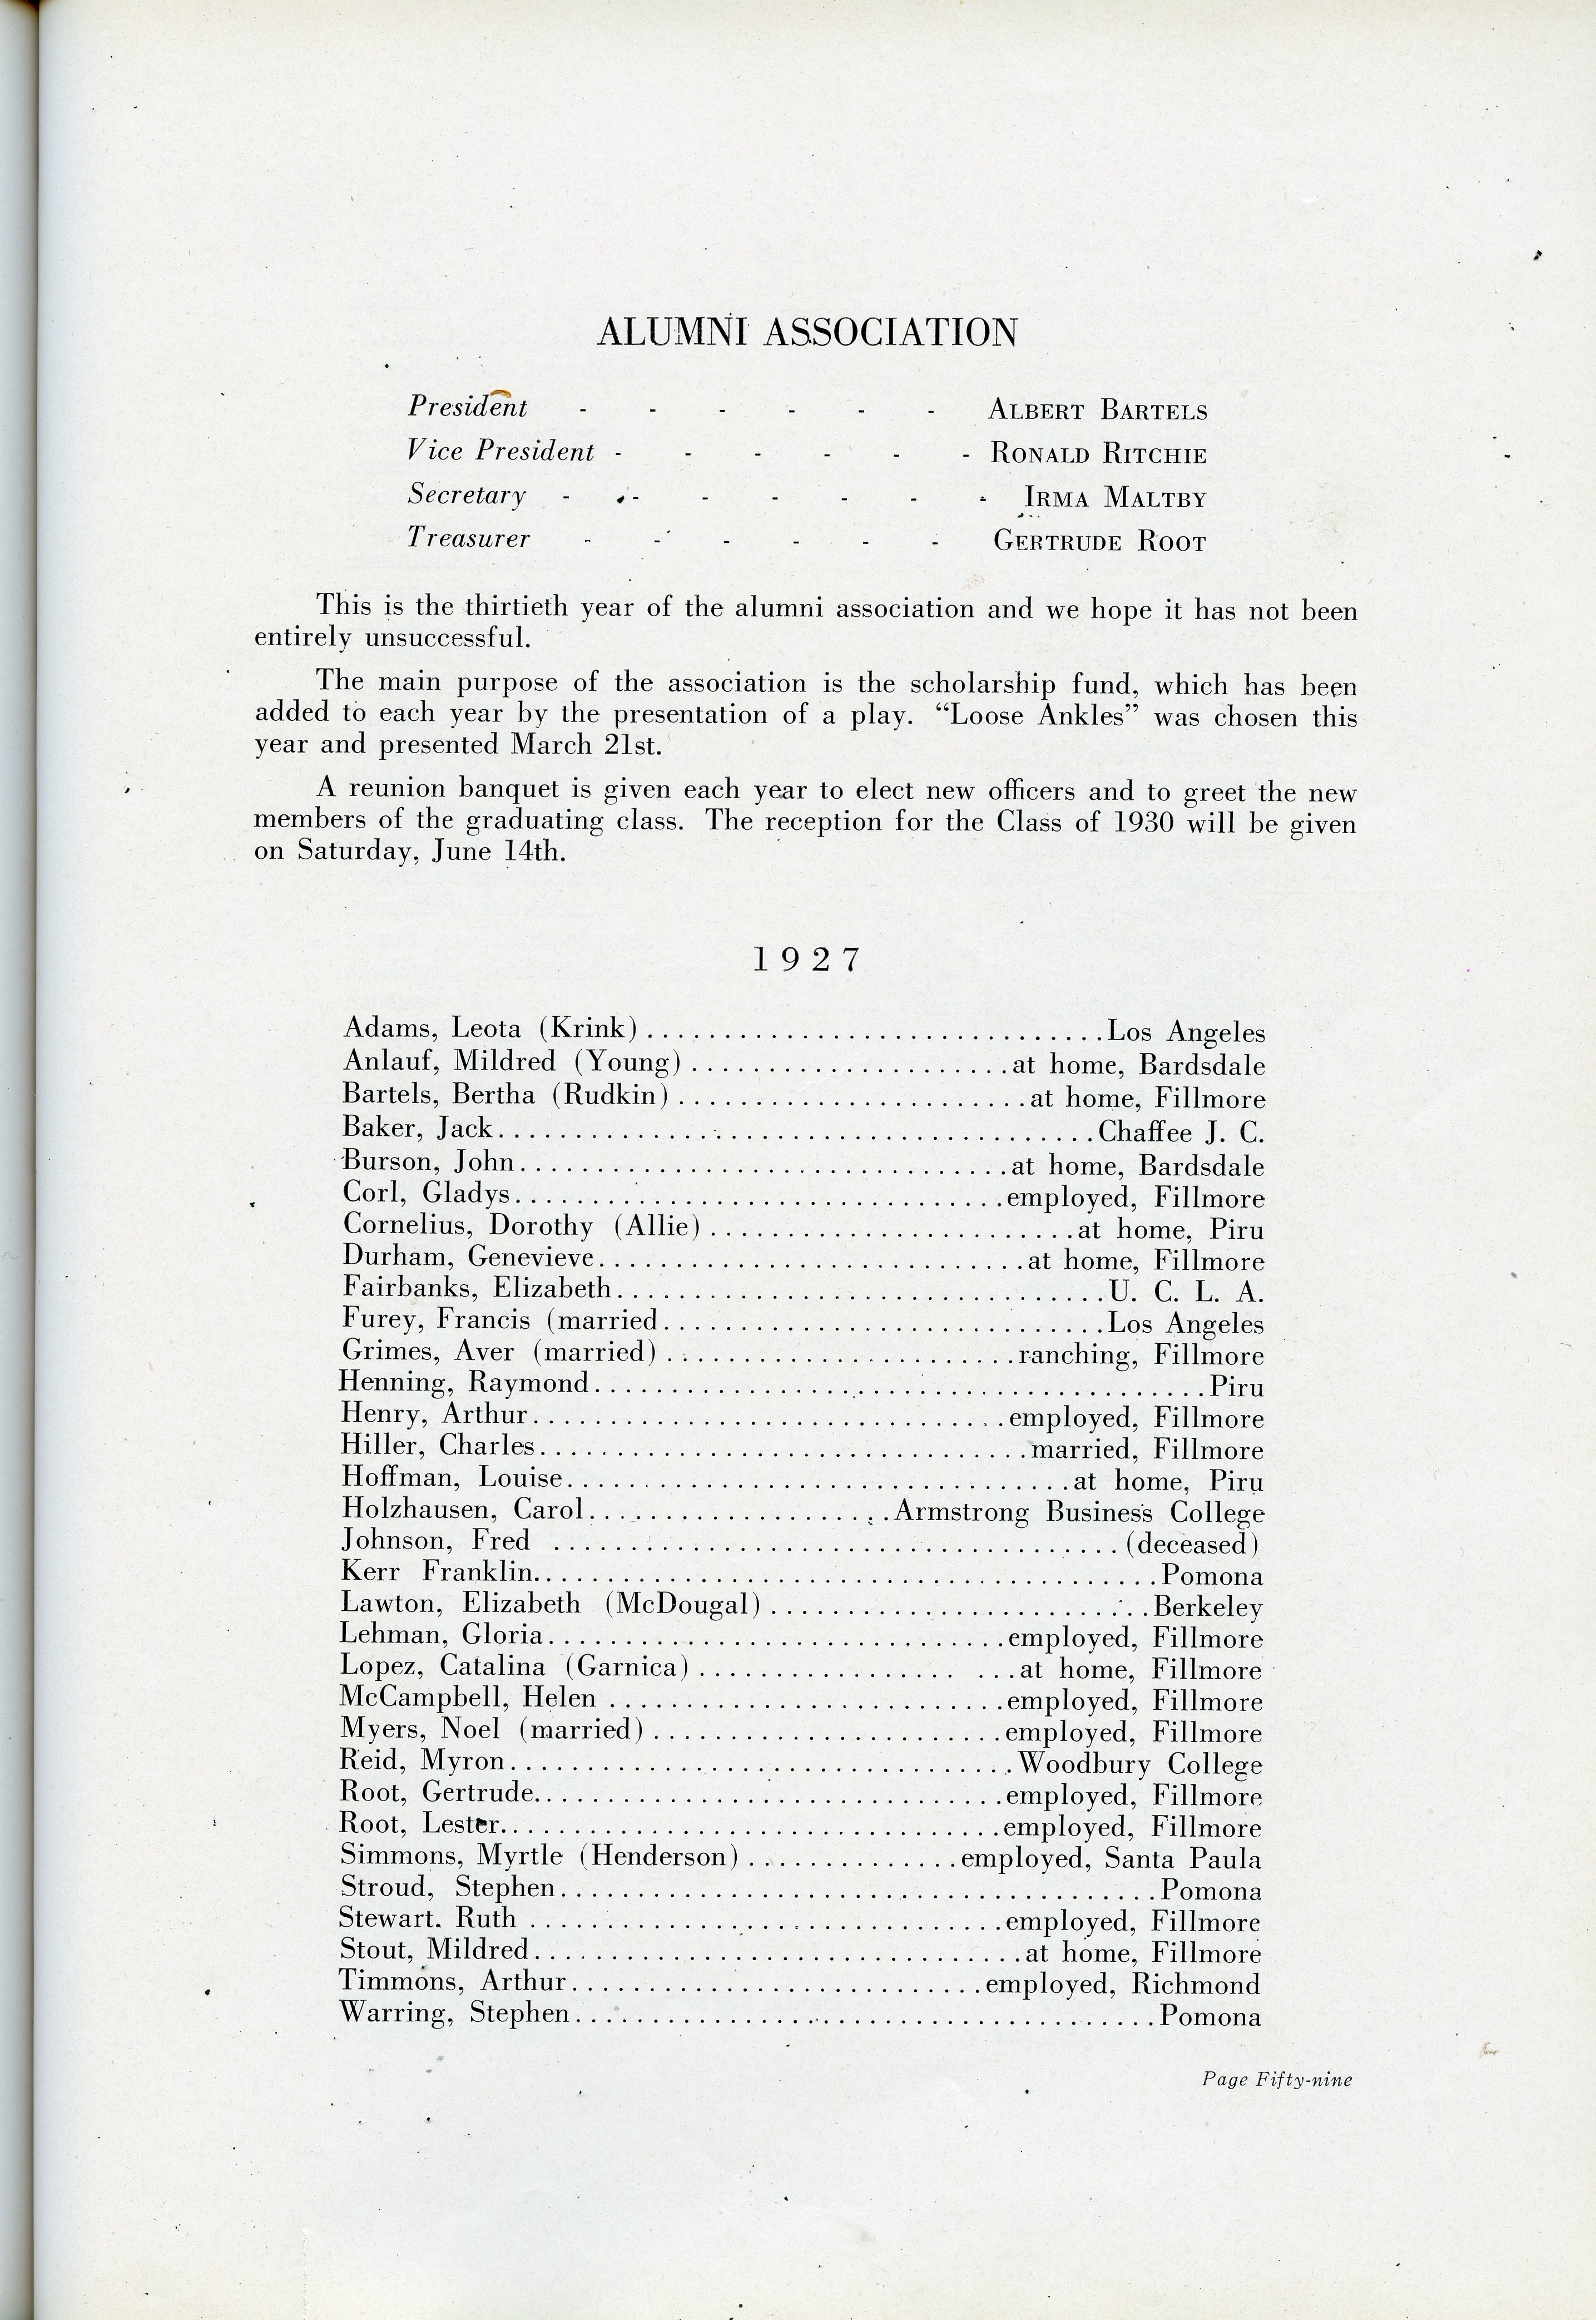 ALUMNI ASSOCIATION
President - - - - - - ALBERT BARTELS
Vice President - - - - - - RONALD RITCHIE
Secretary - - - - - - - IRMA MALTBY
Treasurer - - - - - - GERTRUDE ROOT
This is the thirtieth year of the alumni association and we hope it has not been
entirely unsuccessful.
The main purpose of the association is the scholarship fund, which has been
added to each year by the presentation of a play. “Loose Ankles” was chosen this
year and presented March 21st.
A reunion banquet is given each year to elect new officers and to greet the new
members of the graduating class. The reception for the Class of 1930 will be given
on Saturday, June 14th.
1927
Adams, Leota (Krink)..............................Los Angeles
Anlauf, Mildred (Young).....................at home, Bardsdale
Bartels, Bertha (Rudkin).......................at home, Fillmore
Baker, Jack.......................................Chaffee J. C.
Burson, John................................at home, Bardsdale
Corl, Gladys................................employed, Fillmore
Cornelius, Dorothy (Allie)........................at home, Piru
Durham, Genevieve............................at home, Fillmore
Fairbanks, Elizabeth................................U. C. L. A.
Furey, Francis (married.............................Los Angeles
Grimes, Aver (married).......................ranching, Fillmore
Henning, Raymond........................................Piru
Henry, Arthur...............................employed, Fillmore
Hiller, Charles................................married, Fillmore
Hoffman, Louise.................................at home, Piru
Holzhausen, Carol....................Armstrong Business College
Johnson, Fred .....................................(deceased)
Kerr Franklin.........................................Pomona
Lawton, Elizabeth (McDougal).........................Berkeley
Lehman, Gloria..............................employed, Fillmore
Lopez, Catalina (Garnica)................. ...at home, Fillmore
McCampbell, Helen ..........................employed, Fillmore
Myers, Noel (married).......................employed, Fillmore
Reid, Myron.................................Woodbury College
Root, Gertrude...............................employed, Fillmore
Root, Lester.................................employed, Fillmore
Simmons, Myrtle (Henderson)..............employed, Santa Paula
Stroud, Stephen.......................................Pomona
Stewart. Ruth ...............................employed, Fillmore
Stout, Mildred................................at home, Fillmore
Timmons, Arthur...........................employed, Richmond
Warring, Stephen......................................Pomona
Page Fifty-nine